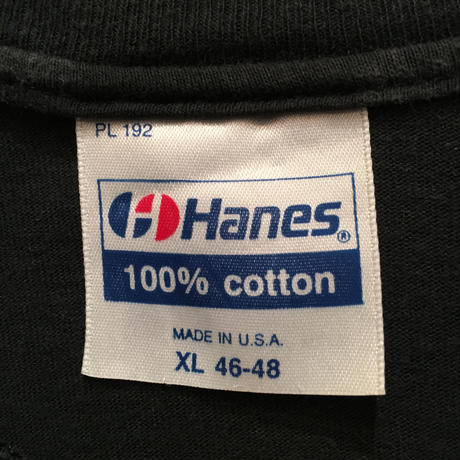 PL 192
Hanes®
100% cotton
MADE IN U.S.A.
XL 46-48